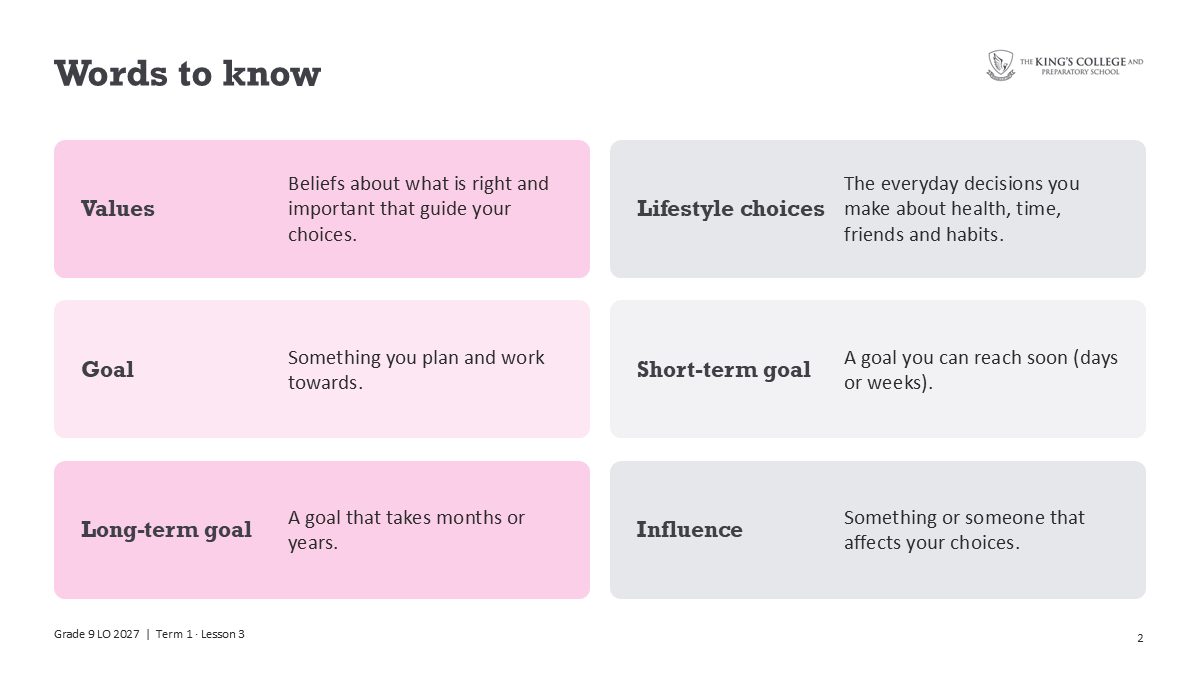 Words to know
THE KING'S COLLEGE AND
PREPARATORY SCHOOL
Values
Beliefs about what is right and
important that guide your
choices.
Lifestyle choices
The everyday decisions you
make about health, time,
friends and habits.
Goal
Something you plan and work
towards.
Short-term goal
A goal you can reach soon (days
or weeks).
Long-term goal
A goal that takes months or
years.
Influence
Something or someone that
affects your choices.
Grade 9 LO 2027 | Term 1 · Lesson 3
2